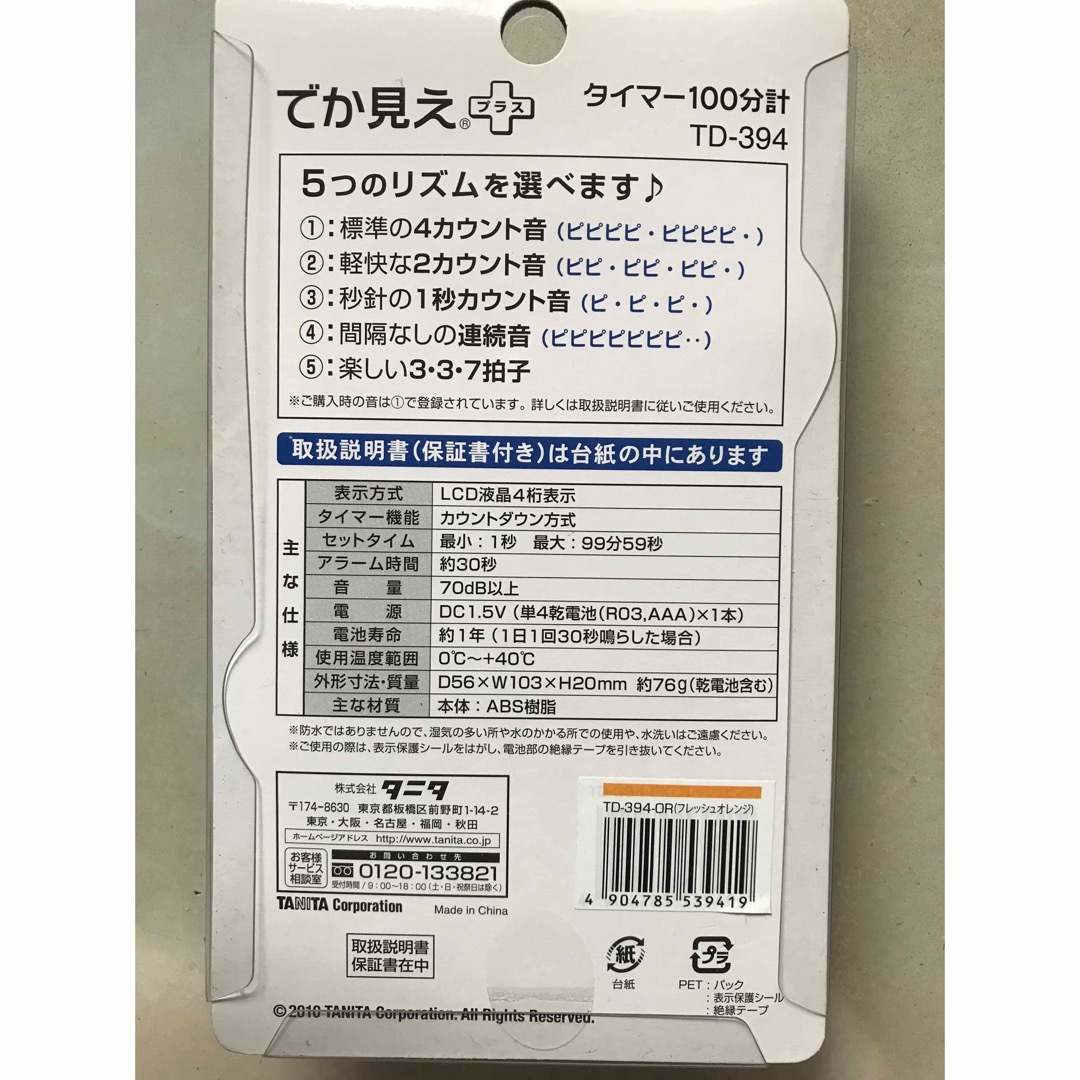 でか見え® プラス
タイマー100分計
TD-394
5つのリズムを選べます♪
①:標準の4カウント音(ピピピピ・ピピピピ・)
②:軽快な2カウント音(ピピ・ピピ・ピピ・)
③:秒針の1秒カウント音(ピ・ピ・ピ・)
④:間隔なしの連続音(ピピピピピピピ‥)
⑤:楽しい3・3・7拍子
※ご購入時の音は①で登録されています。詳しくは取扱説明書に従いご使用ください。
取扱説明書(保証書付き)は台紙の中にあります
主な仕様
表示方式 LCD液晶4桁表示
タイマー機能 カウントダウン方式
セットタイム 最小:1秒 最大:99分59秒
アラーム時間 約30秒
音量 70dB以上
電源 DC1.5V(単4乾電池(R03,AAA)×1本)
電池寿命 約1年(1日1回30秒鳴らした場合)
使用温度範囲 0℃〜+40℃
外形寸法・質量 D56×W103×H20mm 約76g(乾電池含む)
主な材質 本体:ABS樹脂
※防水ではありませんので、湿気の多い所や水のかかる所での使用や、水洗いはご遠慮ください。
※ご使用の際は、表示保護シールをはがし、電池部の絶縁テープを引き抜いてください。
株式会社 タニタ
〒174-8630 東京都板橋区前野町1-14-2
東京・大阪・名古屋・福岡・秋田
ホームページアドレス http://www.tanita.co.jp
お客様サービス相談室
お問い合わせ先
0120-133821
受付時間/9:00〜18:00(土・日・祝祭日は除く)
TANITA Corporation Made in China
TD-394-OR(フレッシュオレンジ)
4 904785 539419
取扱説明書
保証書在中
紙
台紙
プラ
PET:パック
:表示保護シール
:絶縁テープ
© 2010 TANITA Corporation. All Rights Reserved.